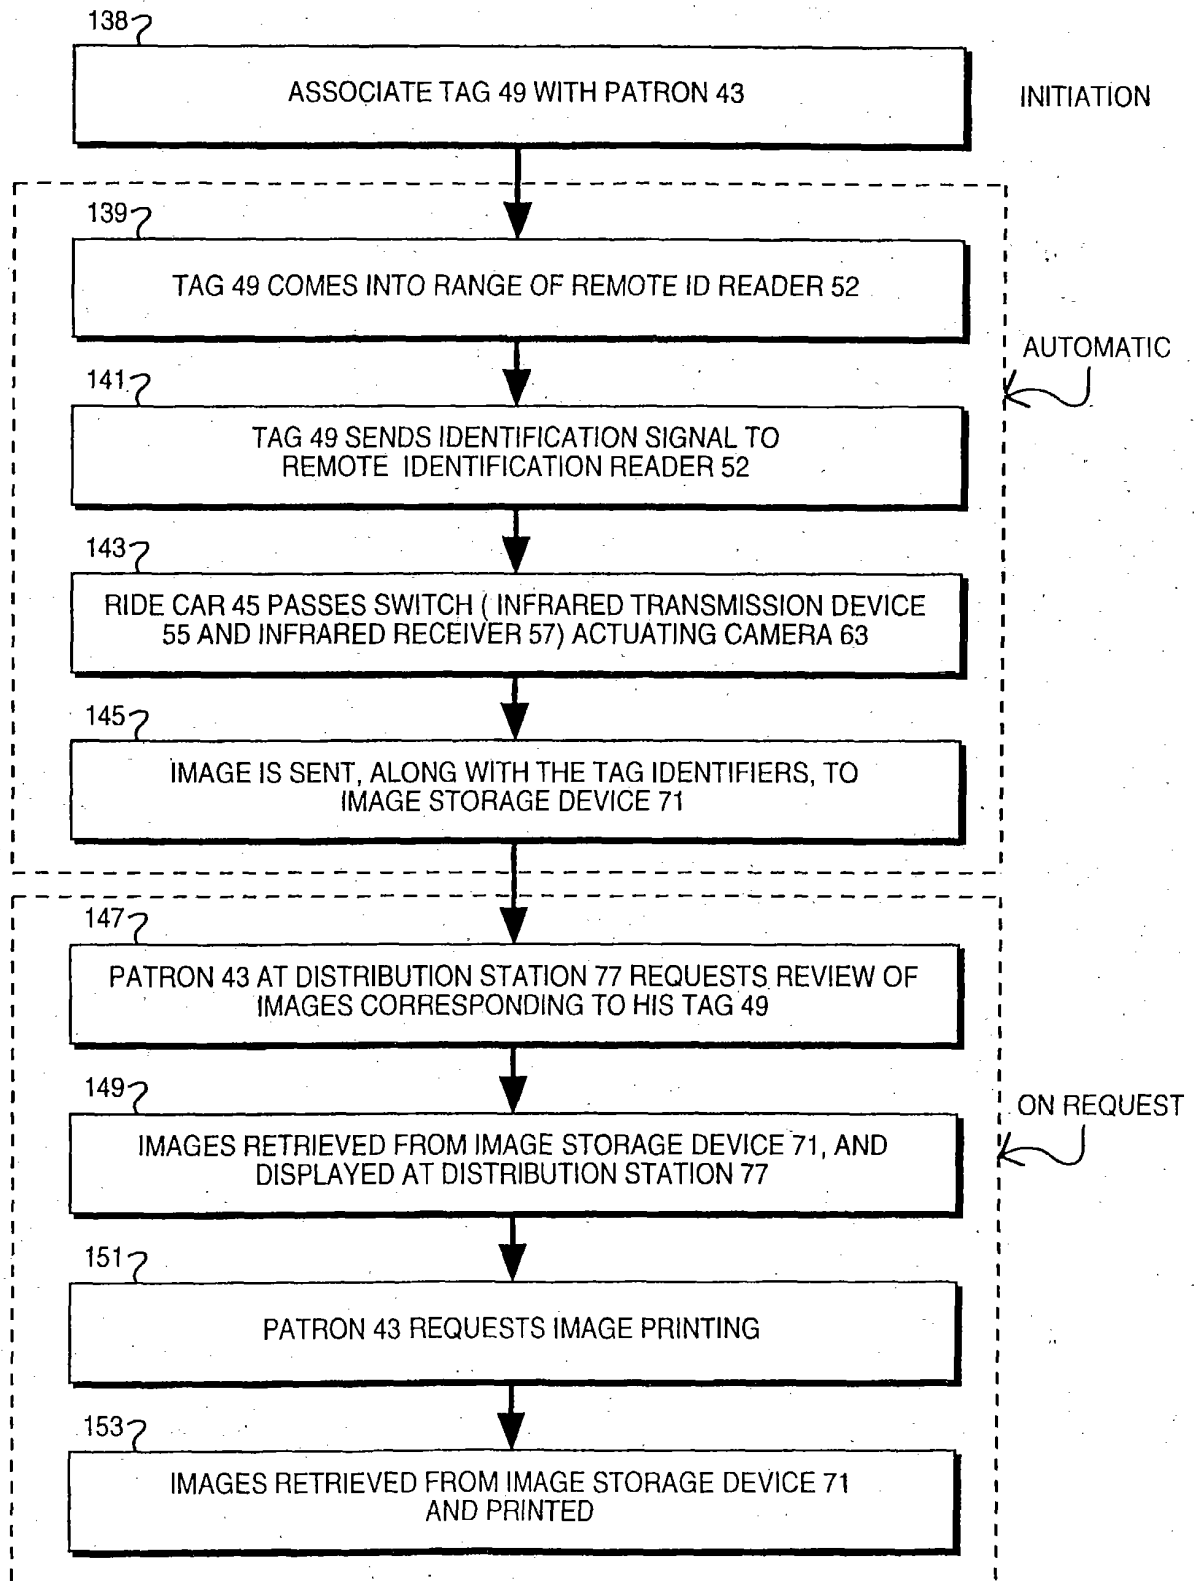 138
ASSOCIATE TAG 49 WITH PATRON 43
INITIATION
139
TAG 49 COMES INTO RANGE OF REMOTE ID READER 52
AUTOMATIC
141
TAG 49 SENDS IDENTIFICATION SIGNAL TO
REMOTE IDENTIFICATION READER 52
143
RIDE CAR 45 PASSES SWITCH ( INFRARED TRANSMISSION DEVICE
55 AND INFRARED RECEIVER 57) ACTUATING CAMERA 63
145
IMAGE IS SENT, ALONG WITH THE TAG IDENTIFIERS, TO
IMAGE STORAGE DEVICE 71
147
PATRON 43 AT DISTRIBUTION STATION 77 REQUESTS REVIEW OF
IMAGES CORRESPONDING TO HIS TAG 49
149
IMAGES RETRIEVED FROM IMAGE STORAGE DEVICE 71, AND
DISPLAYED AT DISTRIBUTION STATION 77
ON REQUEST
151
PATRON 43 REQUESTS IMAGE PRINTING
153
IMAGES RETRIEVED FROM IMAGE STORAGE DEVICE 71
AND PRINTED